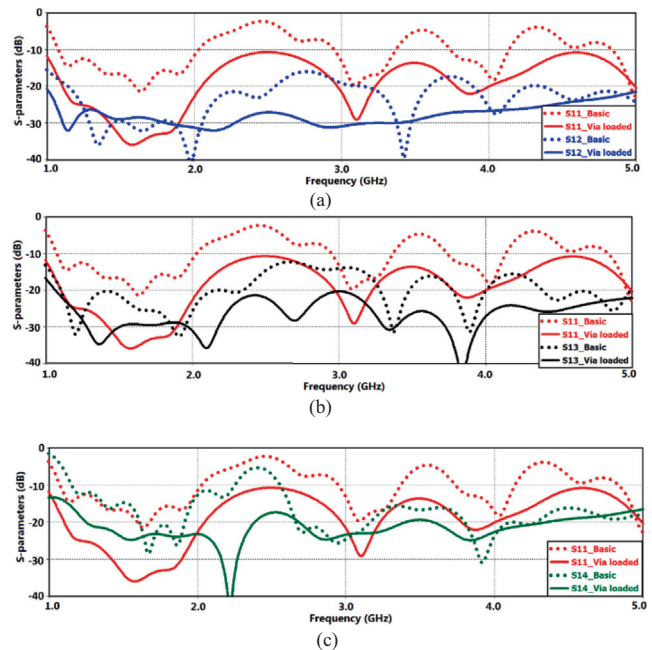 0
-10
-20
-30
-40
S-parameters (dB)
S11_Basic
S11_Via loaded
S12_Basic
S12_Via loaded
1.0 2.0 3.0 4.0 5.0
Frequency (GHz)
(a)
0
-10
-20
-30
-40
S-parameters (dB)
S11_Basic
S11_Via loaded
S13_Basic
S13_Via loaded
1.0 2.0 3.0 4.0 5.0
Frequency (GHz)
(b)
0
-10
-20
-30
-40
S-parameters (dB)
S11_Basic
S11_Via loaded
S14_Basic
S14_Via loaded
1.0 2.0 3.0 4.0 5.0
Frequency (GHz)
(c)